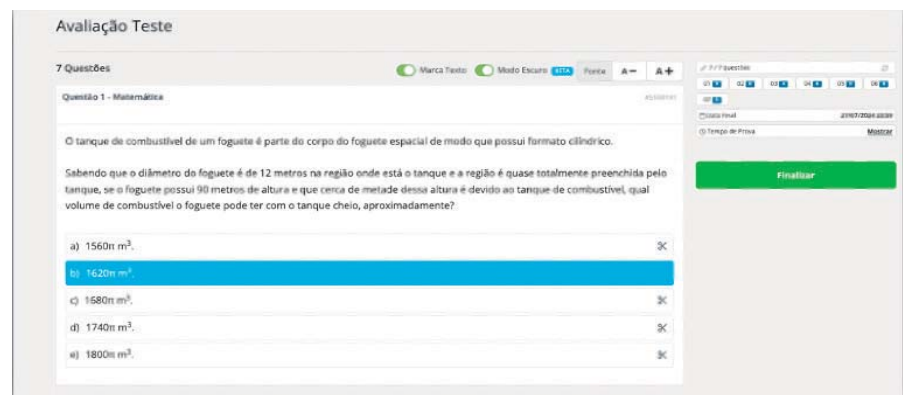 Avaliação Teste
7 Questões
Marca Texto Modo Escuro BETA Fonte A- A+
Questão 1 - Matemática
O tanque de combustível de um foguete é parte do corpo do foguete espacial de modo que possui formato cilíndrico.
Sabendo que o diâmetro do foguete é de 12 metros na região onde está o tanque e a região é quase totalmente preenchida pelo
tanque, se o foguete possui 90 metros de altura e que cerca de metade dessa altura é devido ao tanque de combustível, qual
volume de combustível o foguete pode ter com o tanque cheio, aproximadamente?
a) 1560π m³.
b) 1620π m³.
c) 1680π m³.
d) 1740π m³.
e) 1800π m³.
7 / 7 questões
01 02 03 04 05 06
07
Data Final
Tempo de Prova Mostrar
Finalizar